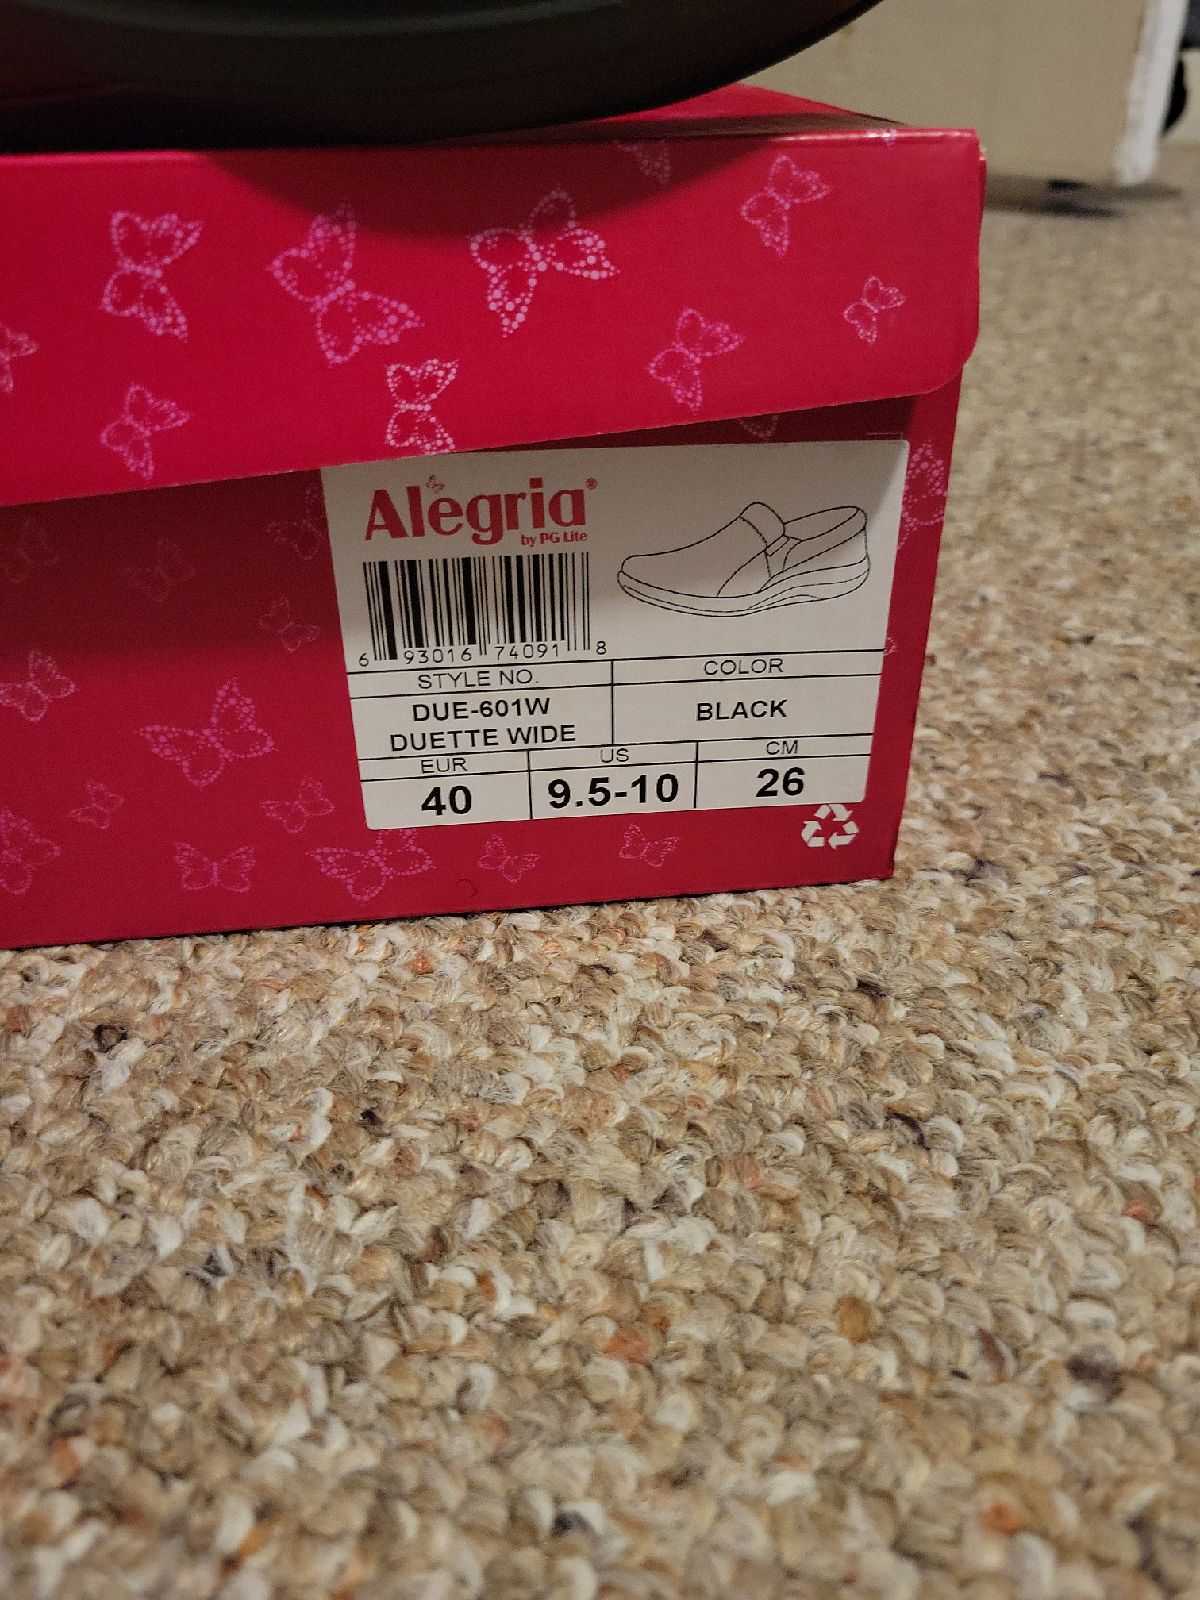 Alegria®
by PG Lite
6 93016 74091 8
STYLE NO.
COLOR
DUE-601W
DUETTE WIDE
BLACK
EUR
US
CM
40
9.5-10
26